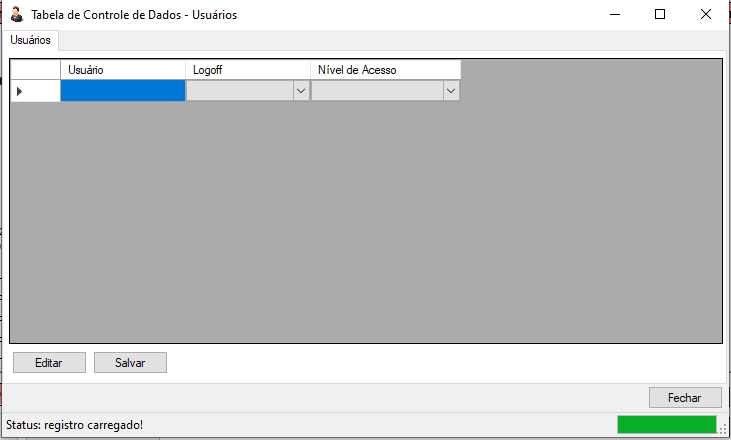 Tabela de Controle de Dados - Usuários
Usuários
Usuário Logoff Nível de Acesso
Editar Salvar
Fechar
Status: registro carregado!